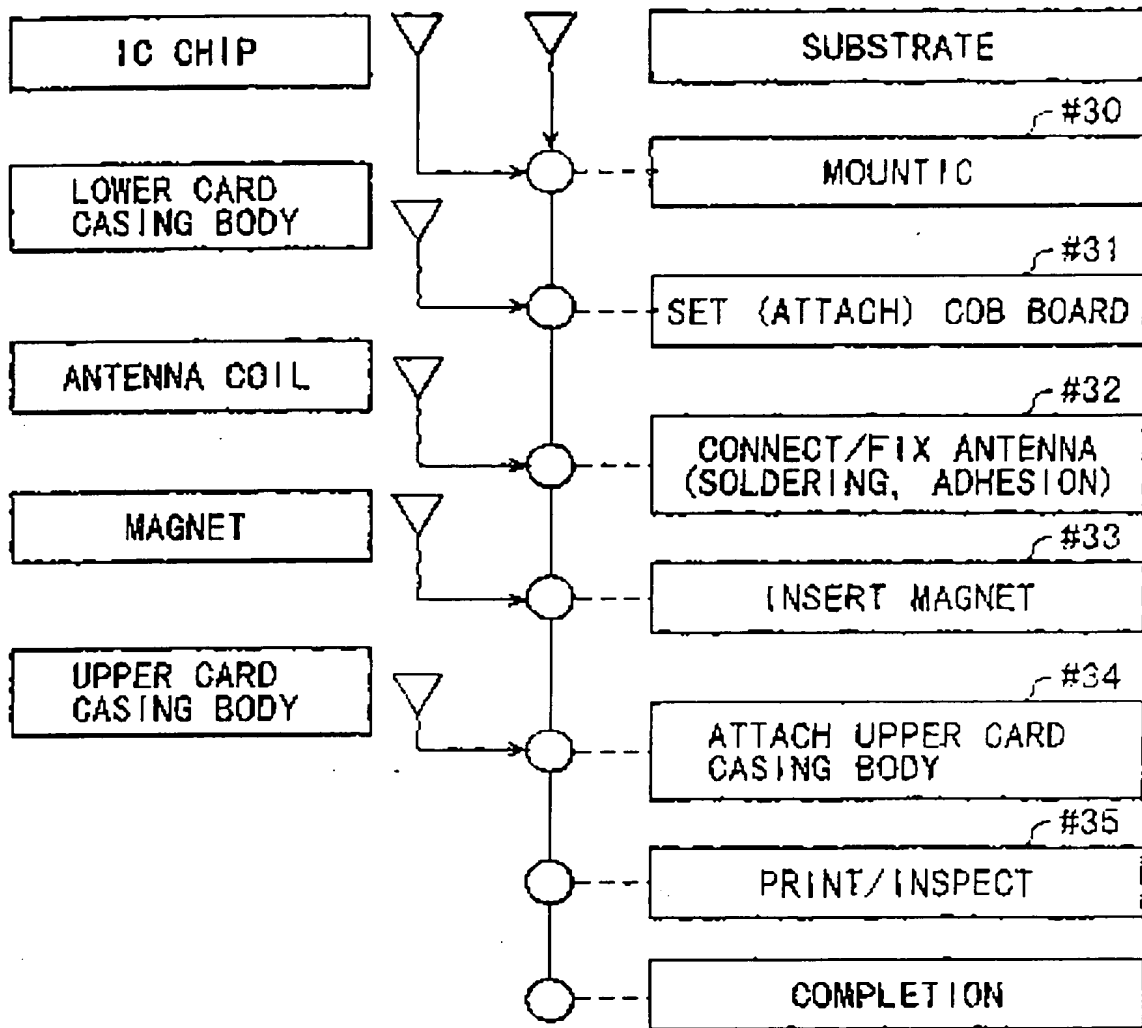 IC CHIP
SUBSTRATE
#30
MOUNTIC
LOWER CARD
CASING BODY
#31
SET (ATTACH) COB BOARD
ANTENNA COIL
#32
CONNECT/FIX ANTENNA
(SOLDERING, ADHESION)
MAGNET
#33
INSERT MAGNET
UPPER CARD
CASING BODY
#34
ATTACH UPPER CARD
CASING BODY
#35
PRINT/INSPECT
COMPLETION